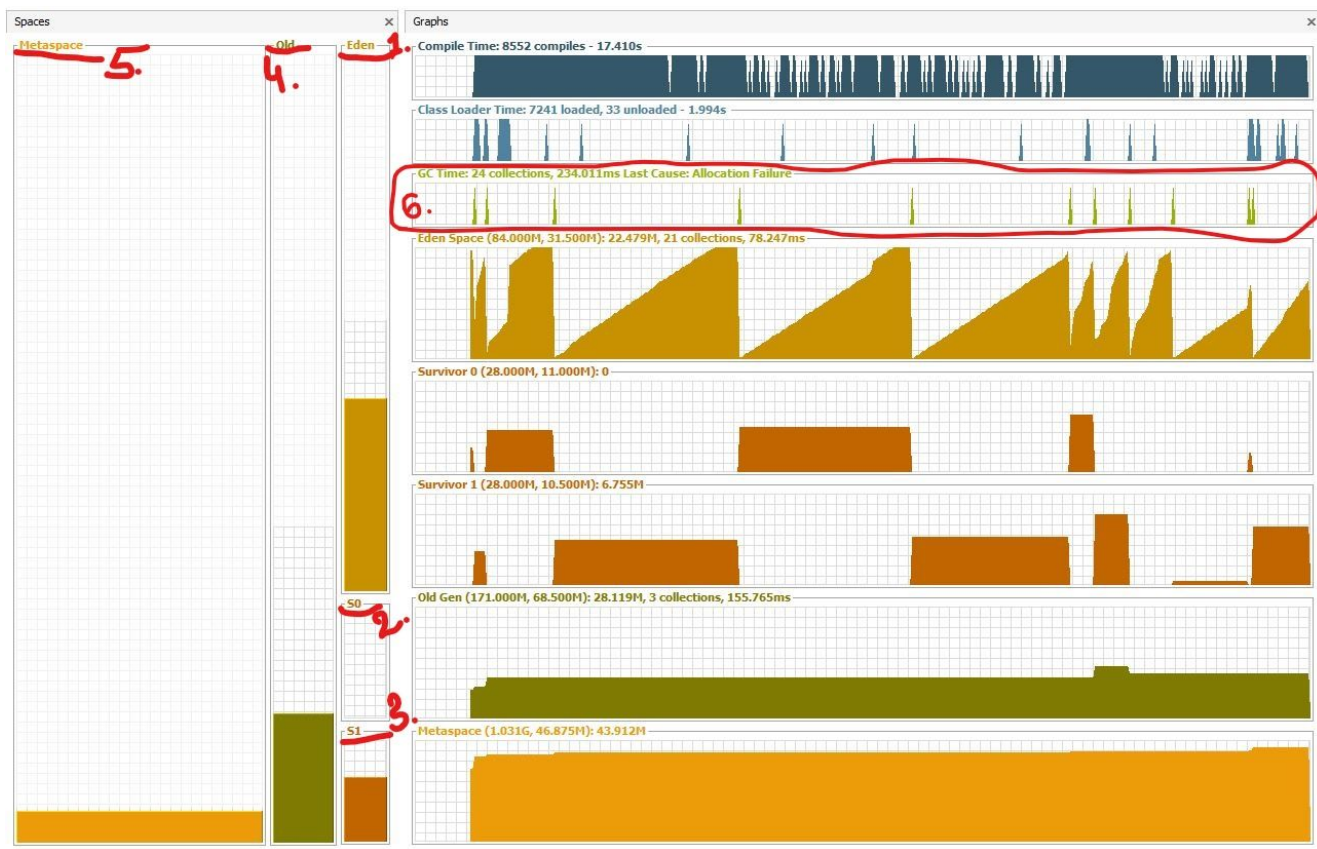 Spaces
Metaspace
5.
Old
4.
Eden
1.
S0
2.
S1
3.
Graphs
Compile Time: 8552 compiles - 17.410s
Class Loader Time: 7241 loaded, 33 unloaded - 1.994s
GC Time: 24 collections, 234.011ms Last Cause: Allocation Failure
6.
Eden Space (84.000M, 31.500M): 22.479M, 21 collections, 78.247ms
Survivor 0 (28.000M, 11.000M): 0
Survivor 1 (28.000M, 10.500M): 6.755M
Old Gen (171.000M, 68.500M): 28.119M, 3 collections, 155.765ms
Metaspace (1.031G, 46.875M): 43.912M